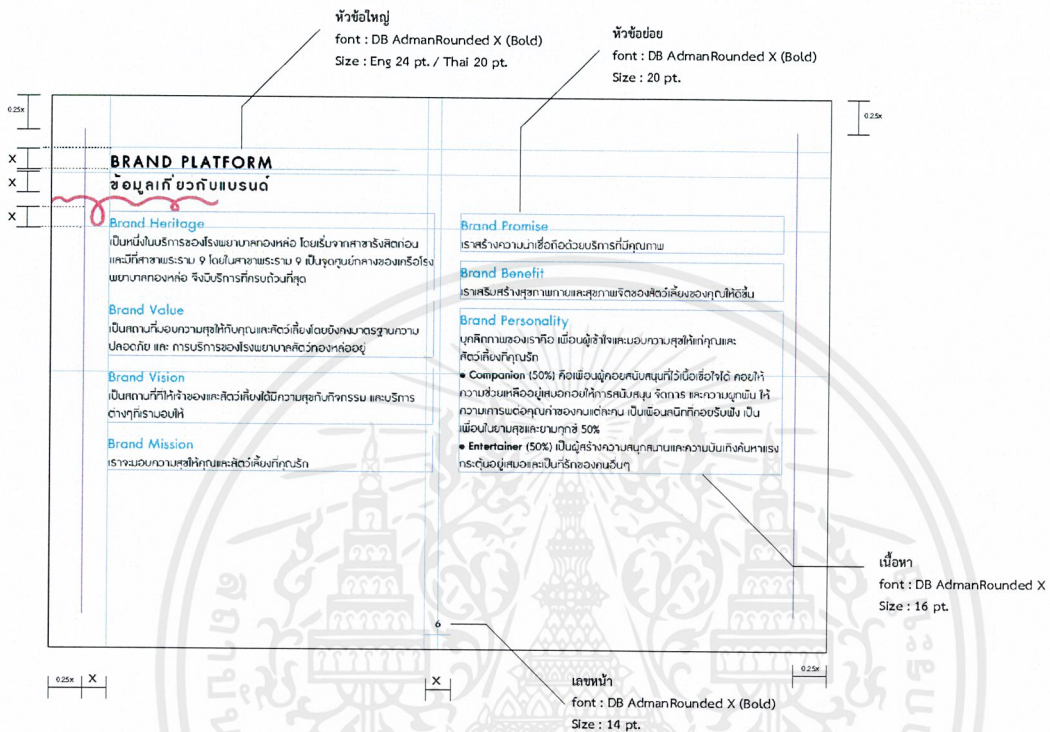 หัวข้อใหญ่
font : DB AdmanRounded X (Bold)
Size : Eng 24 pt. / Thai 20 pt.
หัวข้อย่อย
font : DB AdmanRounded X (Bold)
Size : 20 pt.
0.25x
0.25x
X
X
X
BRAND PLATFORM
ข้อมูลเกี่ยวกับแบรนด์
Brand Heritage
เป็นหนึ่งในบริการของโรงพยาบาลทองหล่อ โดยเริ่มจากสาขารังสิตก่อน
และมีที่สาขาพระราม 9 โดยในสาขาพระราม 9 เป็นจุดศูนย์กลางของเครือโรง
พยาบาลทองหล่อ จึงมีบริการที่ครบถ้วนที่สุด
Brand Value
เป็นสถานที่มอบความสุขให้กับคุณและสัตว์เลี้ยงโดยยังคงมาตรฐานความ
ปลอดภัย และ การบริการของโรงพยาบาลสัตว์ทองหล่ออยู่
Brand Vision
เป็นสถานที่ที่ให้เจ้าของและสัตว์เลี้ยงได้มีความสุขกับกิจกรรม และบริการ
ต่างๆที่เรามอบให้
Brand Mission
เราจะมอบความสุขให้คุณและสัตว์เลี้ยงที่คุณรัก
Brand Promise
เราสร้างความน่าเชื่อถือด้วยบริการที่มีคุณภาพ
Brand Benefit
เราเสริมสร้างสุขภาพกายและสุขภาพจิตของสัตว์เลี้ยงของคุณให้ดีขึ้น
Brand Personality
บุคลิกภาพของเราคือ เพื่อนผู้เข้าใจและมอบความสุขให้แก่คุณและ
สัตว์เลี้ยงที่คุณรัก
• Companion (50%) คือเพื่อนผู้คอยสนับสนุนที่ไว้เนื้อเชื่อใจได้ คอยให้
ความช่วยเหลืออยู่เสมอคอยให้การสนับสนุน จัดการ และความผูกพัน ให้
ความเคารพต่อคุณค่าของคนแต่ละคน เป็นเพื่อนสนิทที่คอยรับฟัง เป็น
เพื่อนในยามสุขและยามทุกข์ 50%
• Entertainer (50%) เป็นผู้สร้างความสนุกสนานและความบันเทิงค้นหาแรง
กระตุ้นอยู่เสมอและเป็นที่รักของคนอื่นๆ
เนื้อหา
font : DB AdmanRounded X
Size : 16 pt.
6
0.25x
X
X
0.25x
เลขหน้า
font : DB AdmanRounded X (Bold)
Size : 14 pt.